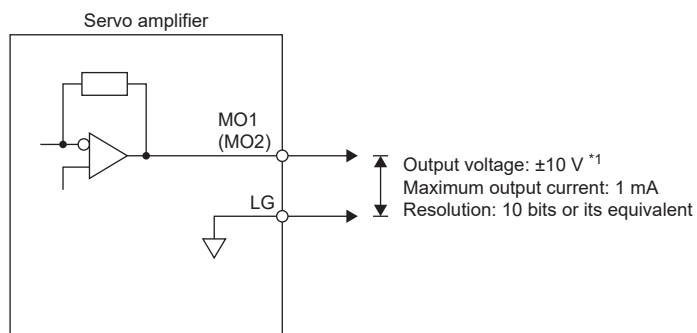 Servo amplifier
MO1
(MO2)
LG
Output voltage: ±10 V *1
Maximum output current: 1 mA
Resolution: 10 bits or its equivalent